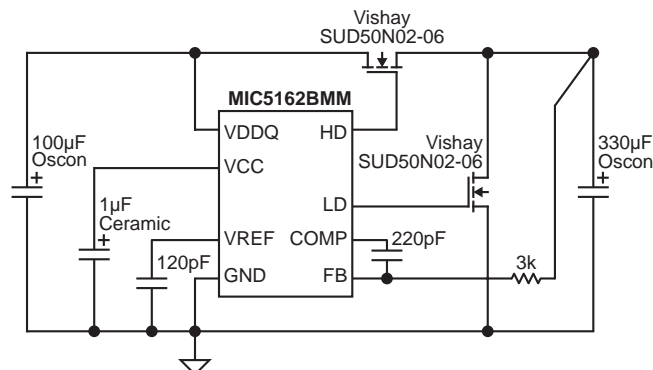 Vishay
SUD50N02-06
MIC5162BMM
100µF
Oscon
+
VDDQ
HD
Vishay
SUD50N02-06
330µF
Oscon
+
VCC
1µF
Ceramic
+
LD
VREF
COMP
220pF
120pF
GND
FB
3k